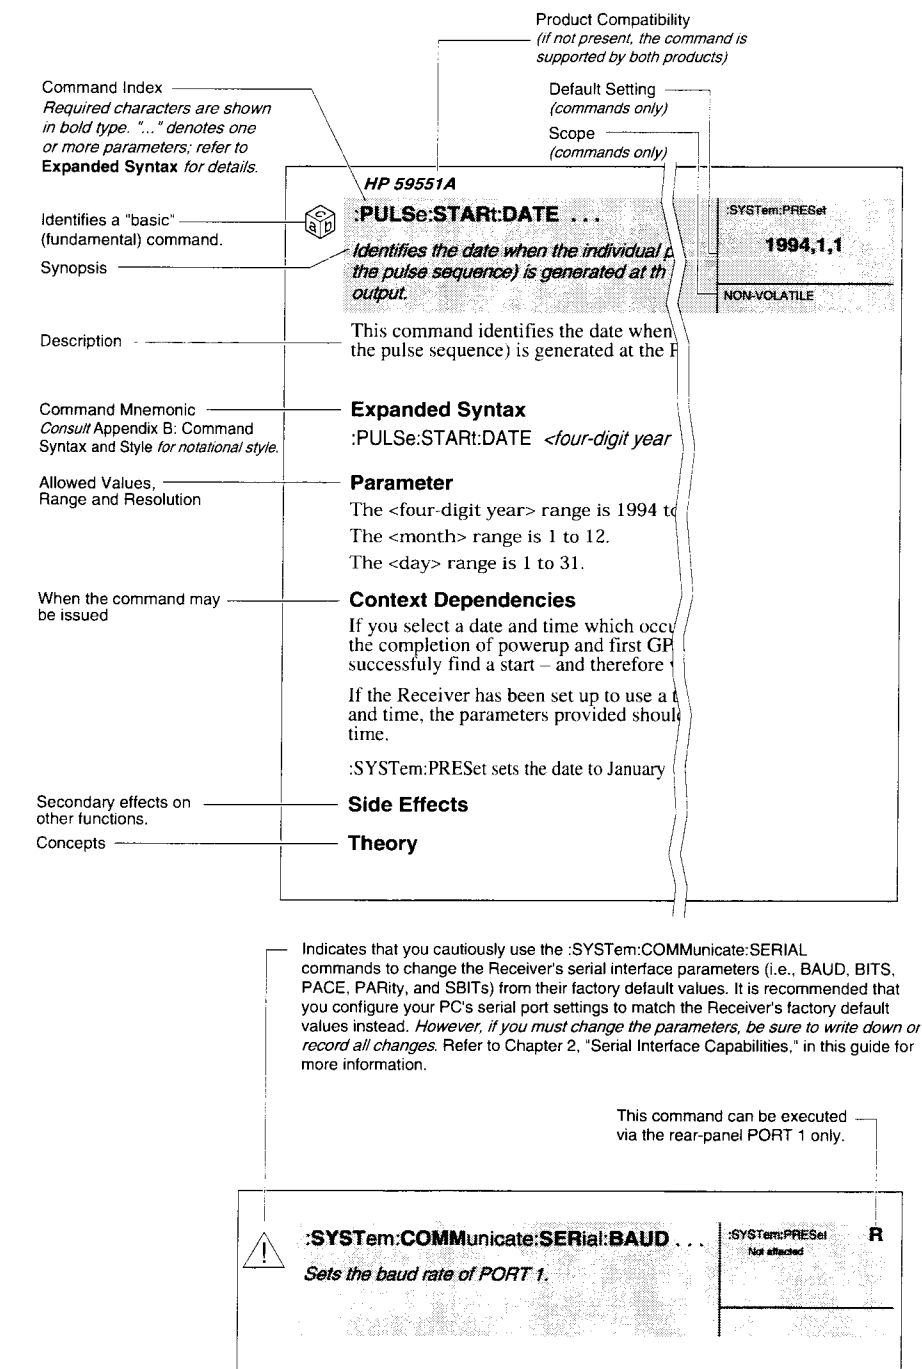 Product Compatibility
(if not present, the command is
supported by both products)
Command Index
Required characters are shown
in bold type. "..." denotes one
or more parameters; refer to
Expanded Syntax for details.
Default Setting
(commands only)
Scope
(commands only)
HP 59551A
Identifies a "basic"
(fundamental) command.
:PULSe:STARt:DATE . . .
:SYSTem:PRESet
1994,1,1
Synopsis
Identifies the date when the individual p
the pulse sequence) is generated at th
output.
NON-VOLATILE
Description
This command identifies the date when
the pulse sequence) is generated at the
Command Mnemonic
Consult Appendix B: Command
Syntax and Style for notational style.
Expanded Syntax
:PULSe:STARt:DATE <four-digit year
Allowed Values,
Range and Resolution
Parameter
The <four-digit year> range is 1994 to
The <month> range is 1 to 12.
The <day> range is 1 to 31.
When the command may
be issued
Context Dependencies
If you select a date and time which occu
the completion of powerup and first GP
successfuly find a start – and therefore
If the Receiver has been set up to use a
and time, the parameters provided shoul
time.
:SYSTem:PRESet sets the date to January
Secondary effects on
other functions.
Side Effects
Concepts
Theory
Indicates that you cautiously use the :SYSTem:COMMunicate:SERIAL
commands to change the Receiver's serial interface parameters (i.e., BAUD, BITS,
PACE, PARity, and SBITs) from their factory default values. It is recommended that
you configure your PC's serial port settings to match the Receiver's factory default
values instead. However, if you must change the parameters, be sure to write down or
record all changes. Refer to Chapter 2, "Serial Interface Capabilities," in this guide for
more information.
This command can be executed
via the rear-panel PORT 1 only.
:SYSTem:COMMunicate:SERial:BAUD . . .
Sets the baud rate of PORT 1.
:SYSTem:PRESet
Not affected
R